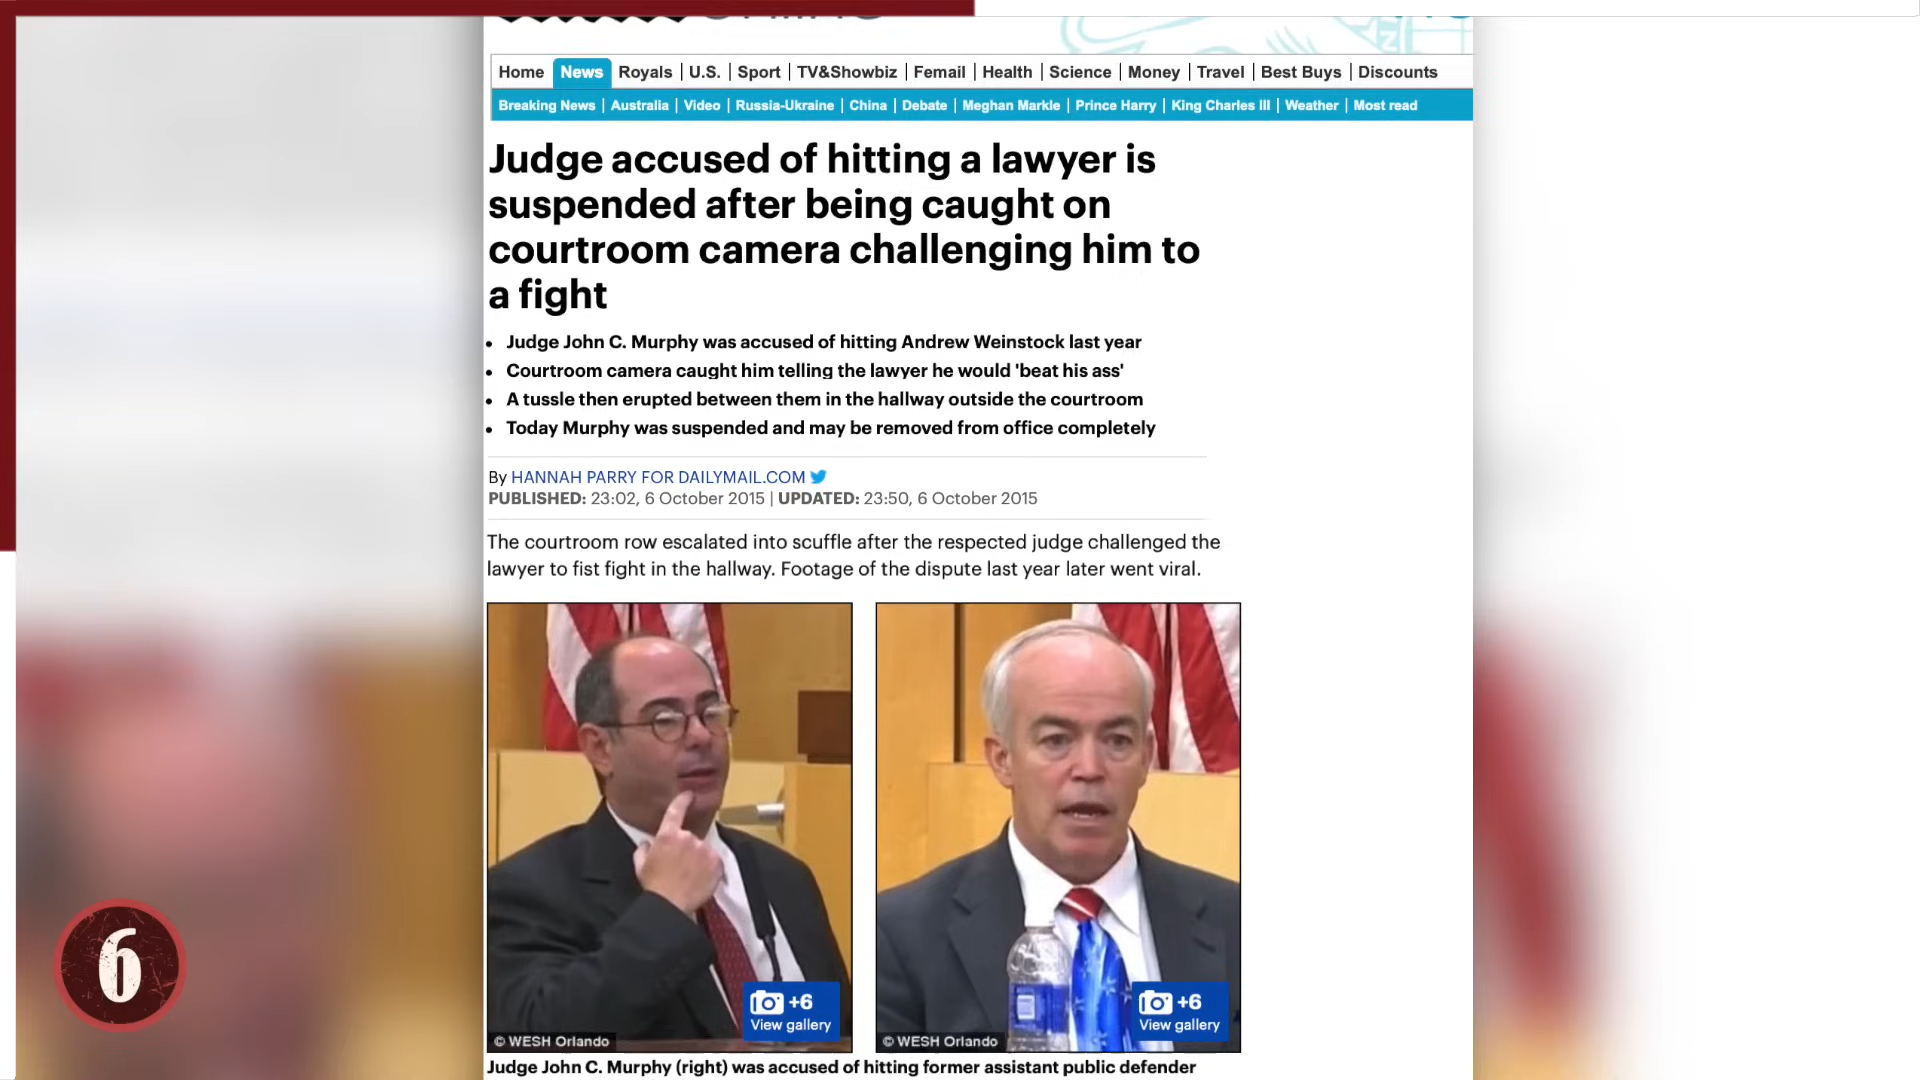 Home News Royals U.S. Sport TV&Showbiz Femail Health Science Money Travel Best Buys Discounts
Breaking News Australia Video Russia-Ukraine China Debate Meghan Markle Prince Harry King Charles III Weather Most read
Judge accused of hitting a lawyer is
suspended after being caught on
courtroom camera challenging him to
a fight
Judge John C. Murphy was accused of hitting Andrew Weinstock last year
Courtroom camera caught him telling the lawyer he would 'beat his ass'
A tussle then erupted between them in the hallway outside the courtroom
Today Murphy was suspended and may be removed from office completely
By HANNAH PARRY FOR DAILYMAIL.COM
PUBLISHED: 23:02, 6 October 2015 | UPDATED: 23:50, 6 October 2015
The courtroom row escalated into scuffle after the respected judge challenged the
lawyer to fist fight in the hallway. Footage of the dispute last year later went viral.
+6
View gallery
© WESH Orlando
+6
View gallery
© WESH Orlando
Judge John C. Murphy (right) was accused of hitting former assistant public defender
6